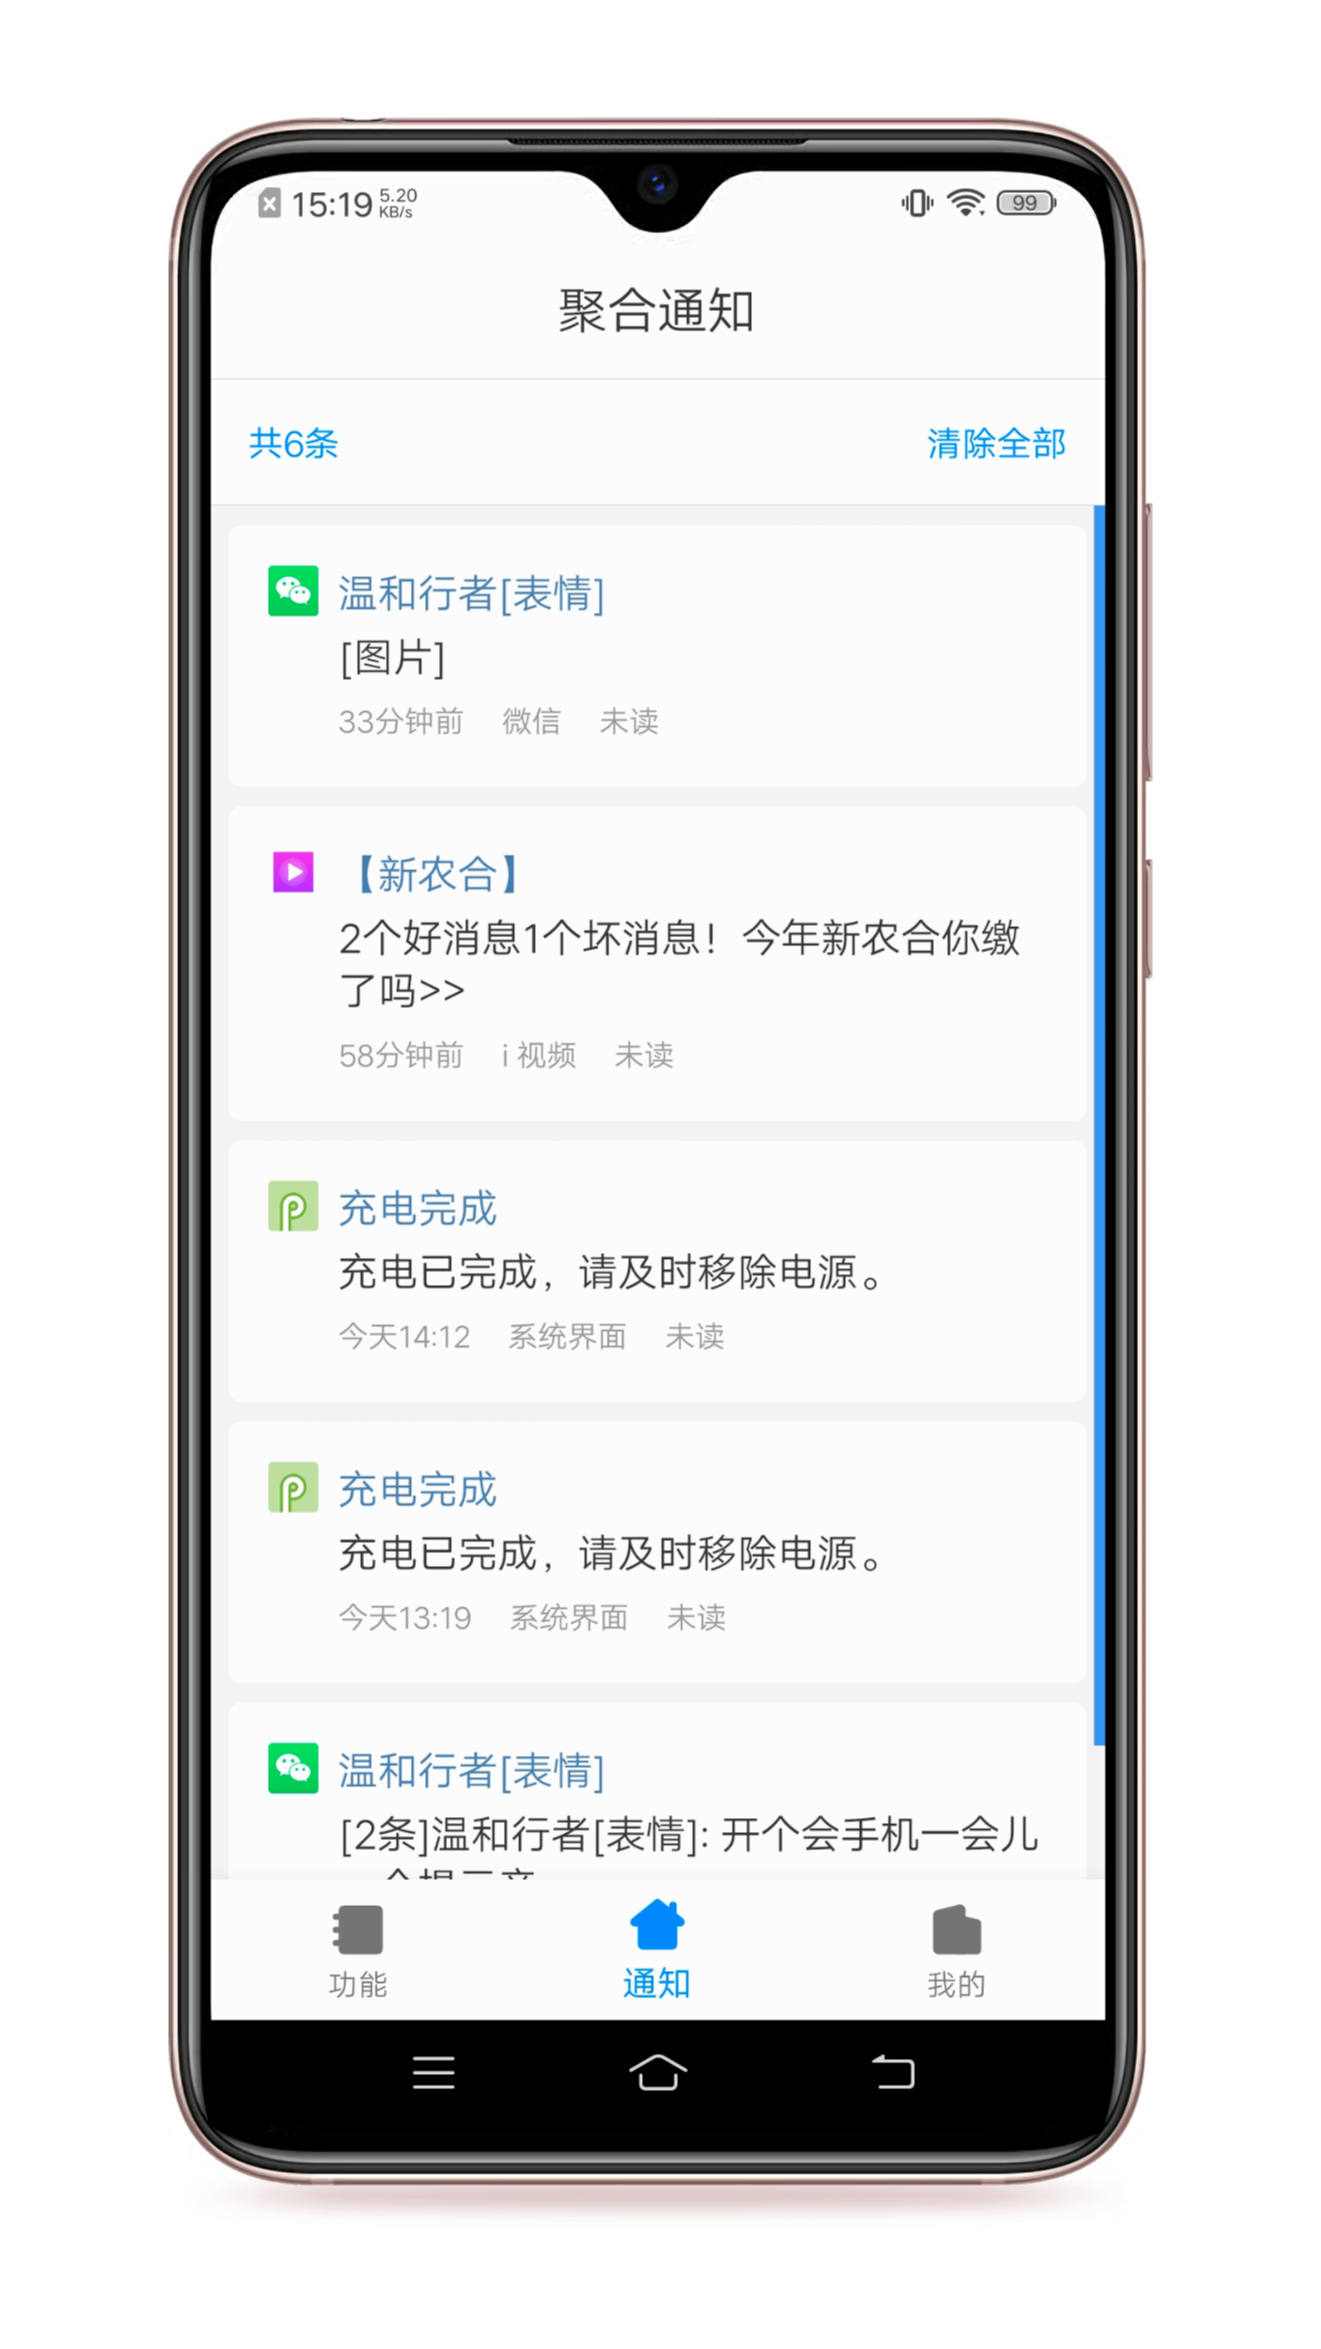 15:19 5.20 KB/s 99
聚合通知
共6条 清除全部
温和行者[表情]
[图片]
33分钟前 微信 未读
【新农合】
2个好消息1个坏消息！今年新农合你缴
了吗>>
58分钟前 i 视频 未读
充电完成
充电已完成，请及时移除电源。
今天14:12 系统界面 未读
充电完成
充电已完成，请及时移除电源。
今天13:19 系统界面 未读
温和行者[表情]
[2条]温和行者[表情]: 开个会手机一会儿
功能 通知 我的